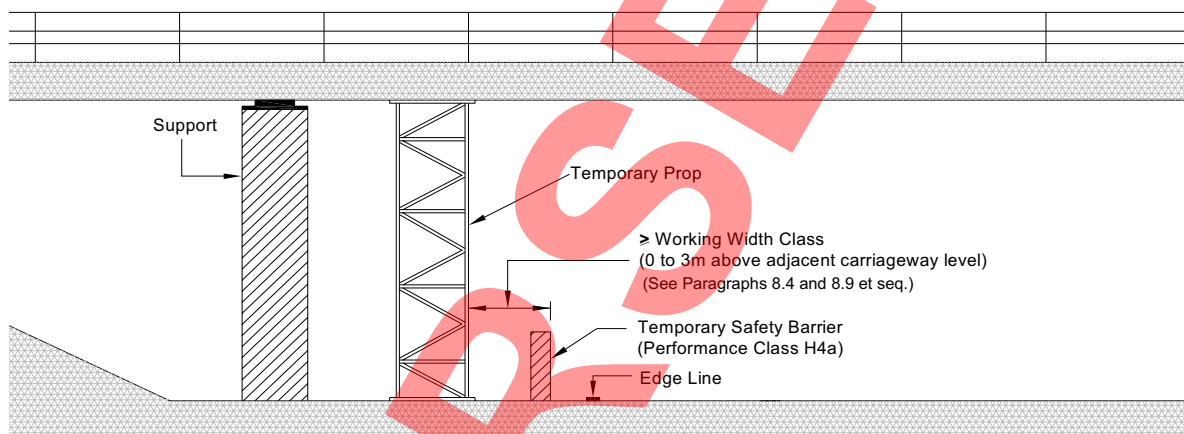 Support
Temporary Prop
≥ Working Width Class
(0 to 3m above adjacent carriageway level)
(See Paragraphs 8.4 and 8.9 et seq.)
Temporary Safety Barrier
(Performance Class H4a)
Edge Line
RSE